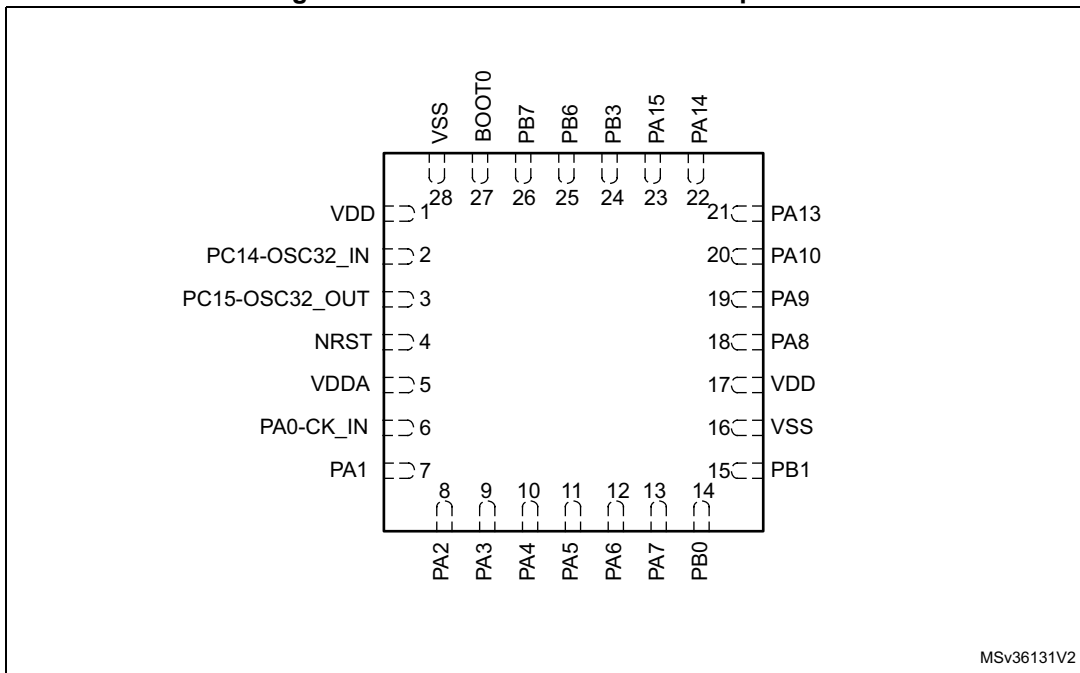 VSS BOOT0 PB7 PB6 PB3 PA15 PA14
28 27 26 25 24 23 22
VDD 1 21 PA13
PC14-OSC32_IN 2 20 PA10
PC15-OSC32_OUT 3 19 PA9
NRST 4 18 PA8
VDDA 5 17 VDD
PA0-CK_IN 6 16 VSS
PA1 7 15 PB1
8 9 10 11 12 13 14
PA2 PA3 PA4 PA5 PA6 PA7 PB0
MSv36131V2